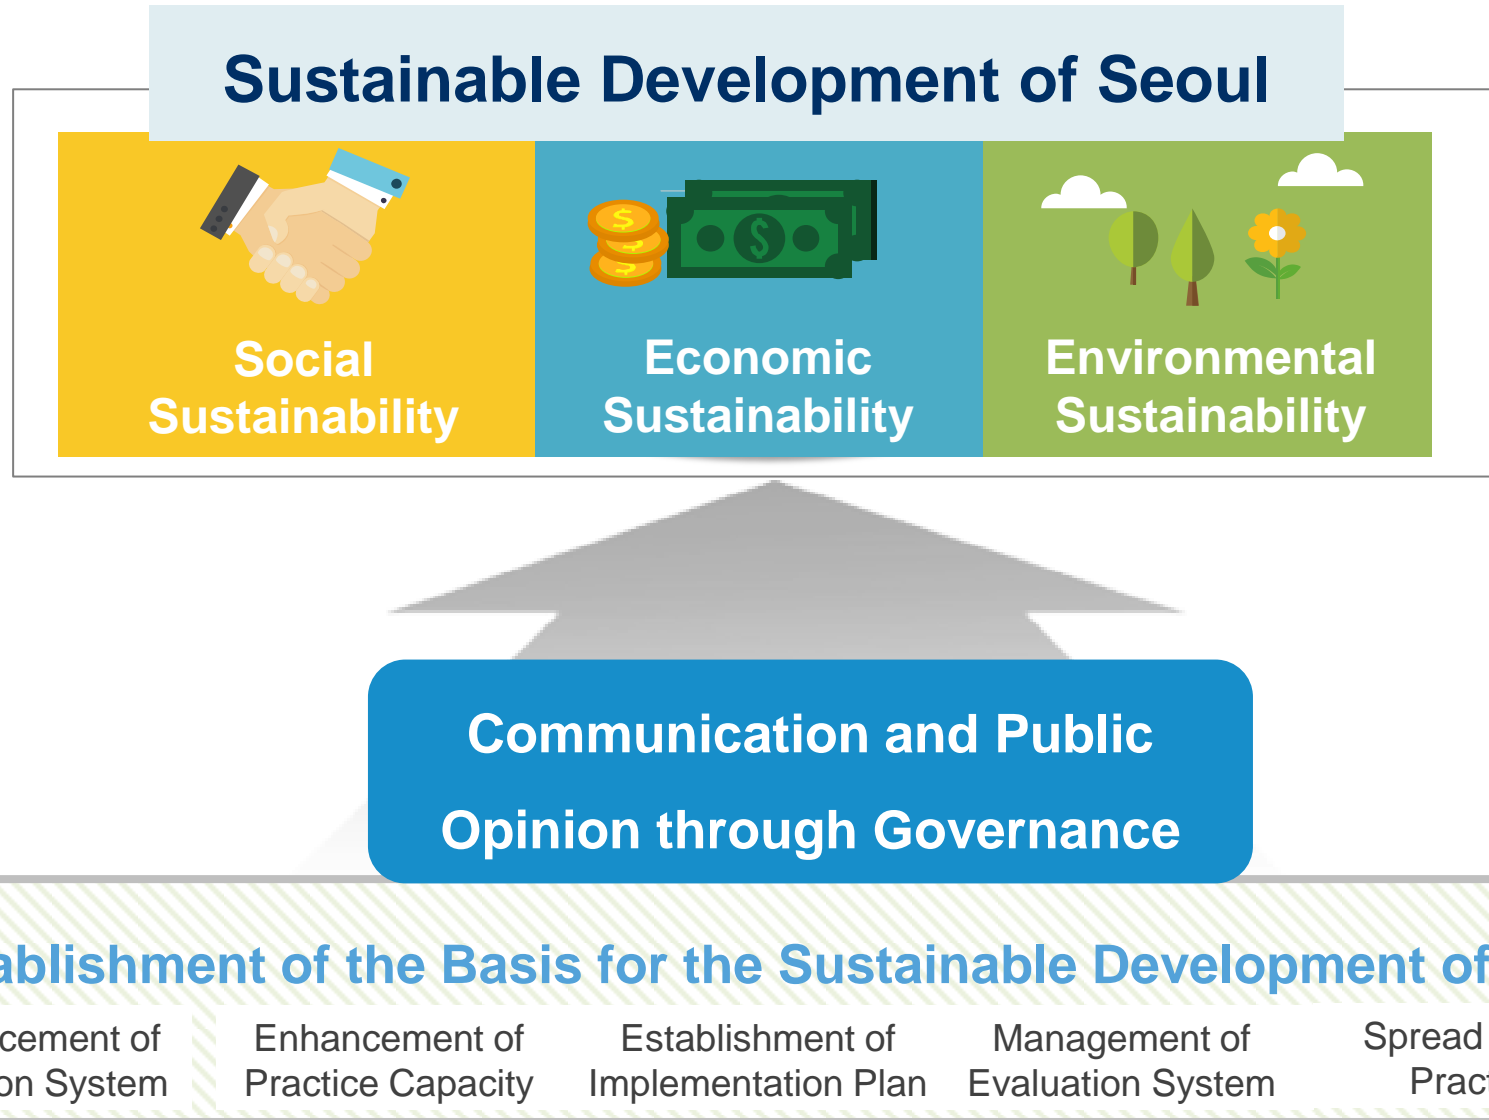 Sustainable Development of Seoul
Social
Sustainability
Economic
Sustainability
Environmental
Sustainability
Communication and Public
Opinion through Governance
ablishment of the Basis for the Sustainable Development of
cement of
on System
Enhancement of
Practice Capacity
Establishment of
Implementation Plan
Management of
Evaluation System
Spread
Pract